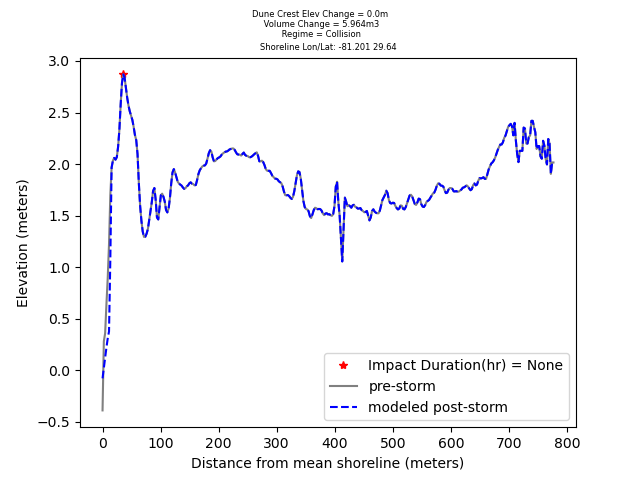 Dune Crest Elev Change = 0.0m
Volume Change = 5.964m3
Regime = Collision
Shoreline Lon/Lat: -81.201 29.64
3.0
2.5
2.0
1.5
1.0
0.5
0.0
−0.5
Elevation (meters)
Impact Duration(hr) = None
pre-storm
modeled post-storm
0 100 200 300 400 500 600 700 800
Distance from mean shoreline (meters)